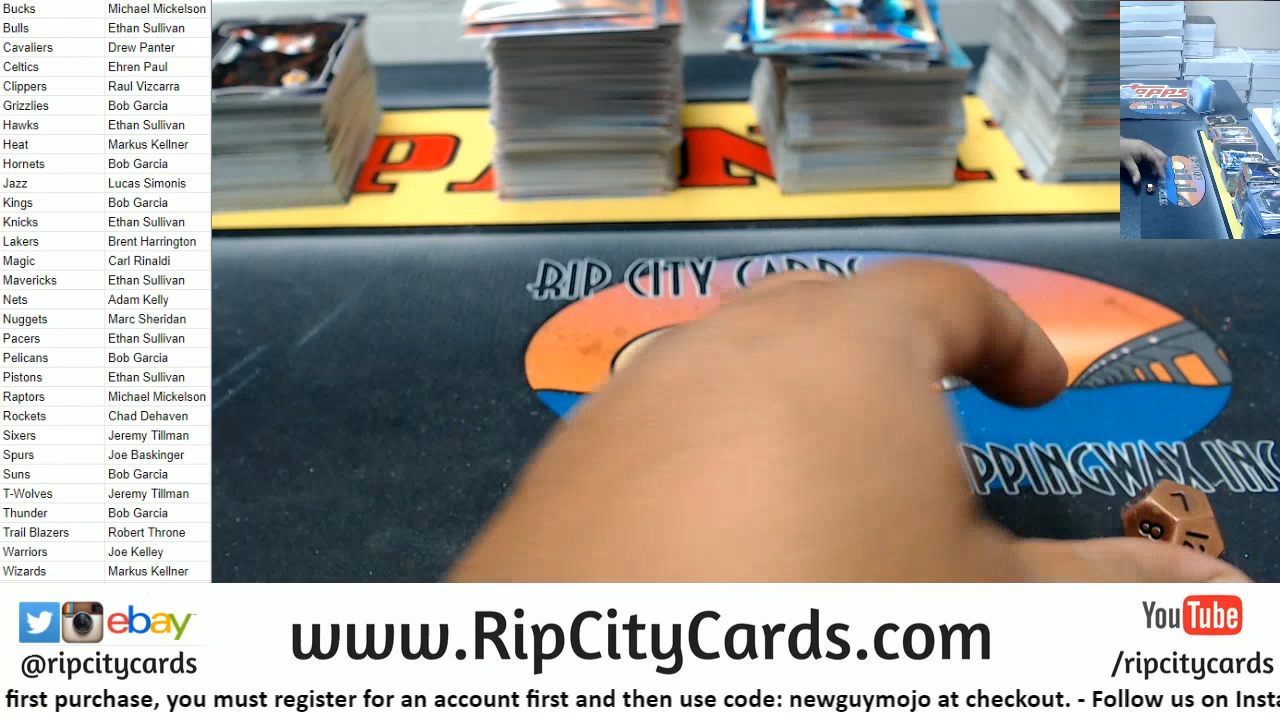 Bucks Michael Mickelson
Bulls Ethan Sullivan
Cavaliers Drew Panter
Celtics Ehren Paul
Clippers Raul Vizcarra
Grizzlies Bob Garcia
Hawks Ethan Sullivan
Heat Markus Kellner
Hornets Bob Garcia
Jazz Lucas Simonis
Kings Bob Garcia
Knicks Ethan Sullivan
Lakers Brent Harrington
Magic Carl Rinaldi
Mavericks Ethan Sullivan
Nets Adam Kelly
Nuggets Marc Sheridan
Pacers Ethan Sullivan
Pelicans Bob Garcia
Pistons Ethan Sullivan
Raptors Michael Mickelson
Rockets Chad Dehaven
Sixers Jeremy Tillman
Spurs Joe Baskinger
Suns Bob Garcia
T-Wolves Jeremy Tillman
Thunder Bob Garcia
Trail Blazers Robert Throne
Warriors Joe Kelley
Wizards Markus Kellner
RIP CITY CARDS
PPINGWAX INC
7
8
12
ebay
@ripcitycards
www.RipCityCards.com
YouTube
/ripcitycards
first purchase, you must register for an account first and then use code: newguymojo at checkout. - Follow us on Insta